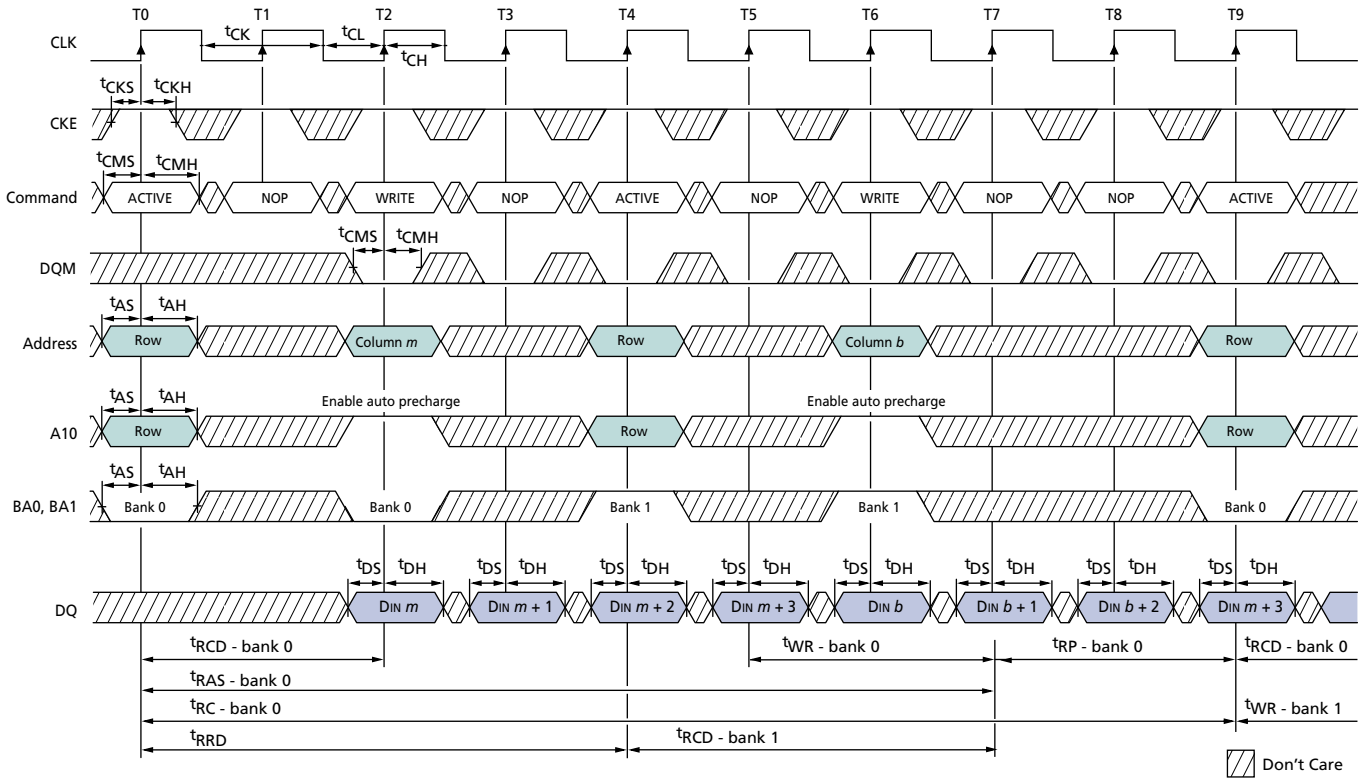 T0 T1 T2 T3 T4 T5 T6 T7 T8 T9
CLK
tCK tCL
tCH
tCKS tCKH
CKE
tCMS tCMH
Command ACTIVE NOP WRITE NOP ACTIVE NOP WRITE NOP NOP ACTIVE
tCMS tCMH
DQM
tAS tAH
Address Row Column m Row Column b Row
tAS tAH Enable auto precharge Enable auto precharge
A10 Row Row Row
tAS tAH
BA0, BA1 Bank 0 Bank 0 Bank 1 Bank 1 Bank 0
tDS tDH tDS tDH tDS tDH tDS tDH tDS tDH tDS tDH tDS tDH tDS tDH
DQ DIN m DIN m + 1 DIN m + 2 DIN m + 3 DIN b DIN b + 1 DIN b + 2 DIN m + 3
tRCD - bank 0 tWR - bank 0 tRP - bank 0 tRCD - bank 0
tRAS - bank 0
tRC - bank 0 tWR - bank 1
tRRD tRCD - bank 1
Don't Care